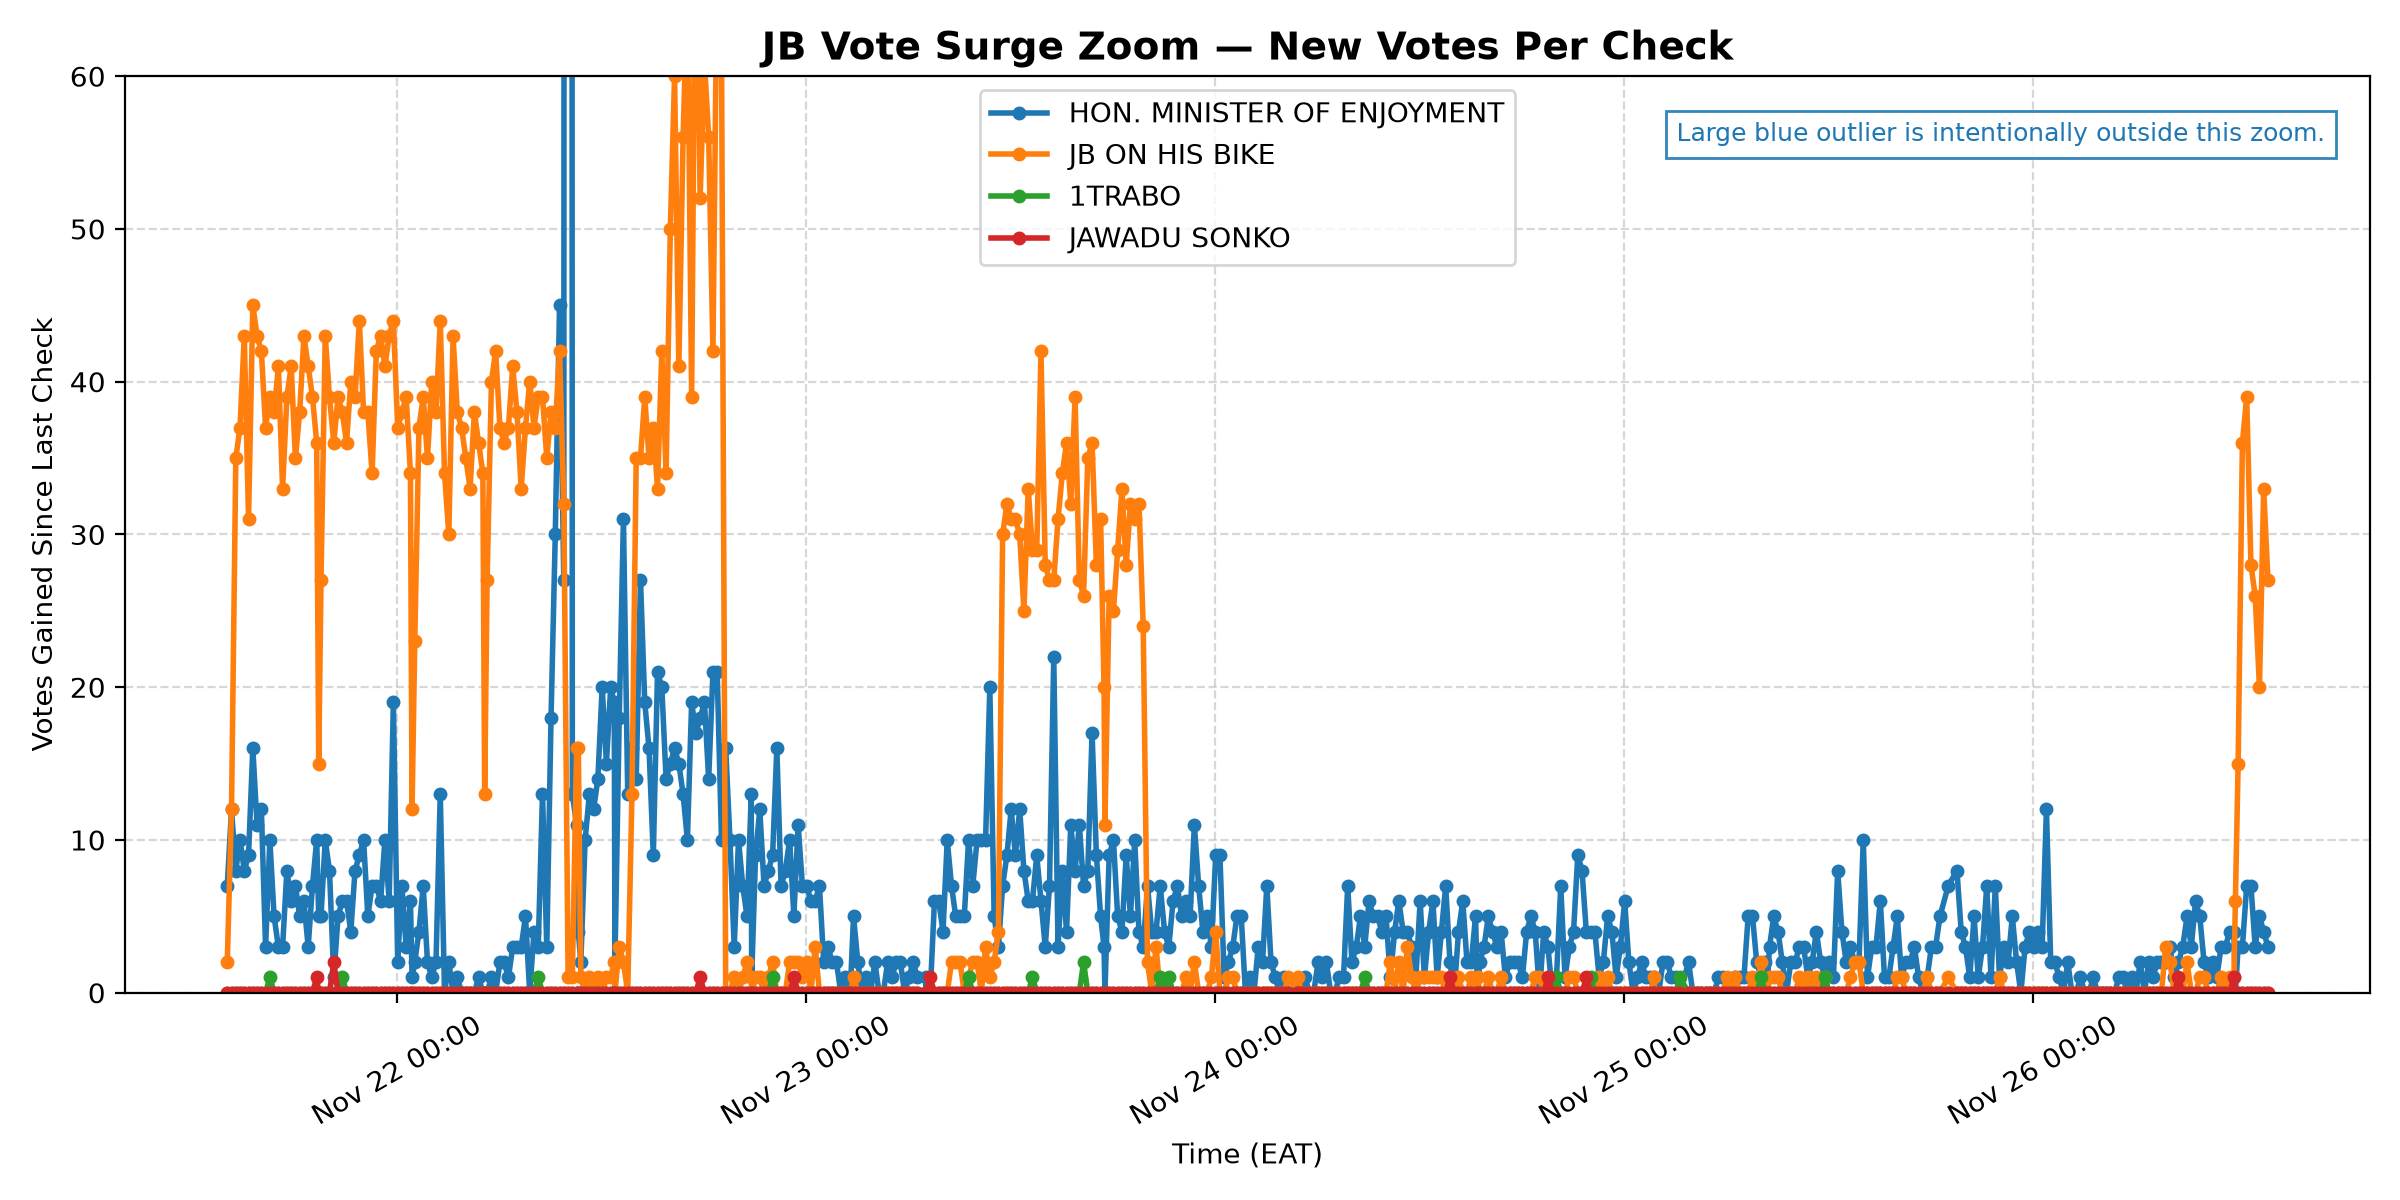 JB Vote Surge Zoom — New Votes Per Check
60
50
40
30
20
10
0
Votes Gained Since Last Check
HON. MINISTER OF ENJOYMENT
JB ON HIS BIKE
1TRABO
JAWADU SONKO
Large blue outlier is intentionally outside this zoom.
Nov 22 00:00
Nov 23 00:00
Nov 24 00:00
Nov 25 00:00
Nov 26 00:00
Time (EAT)